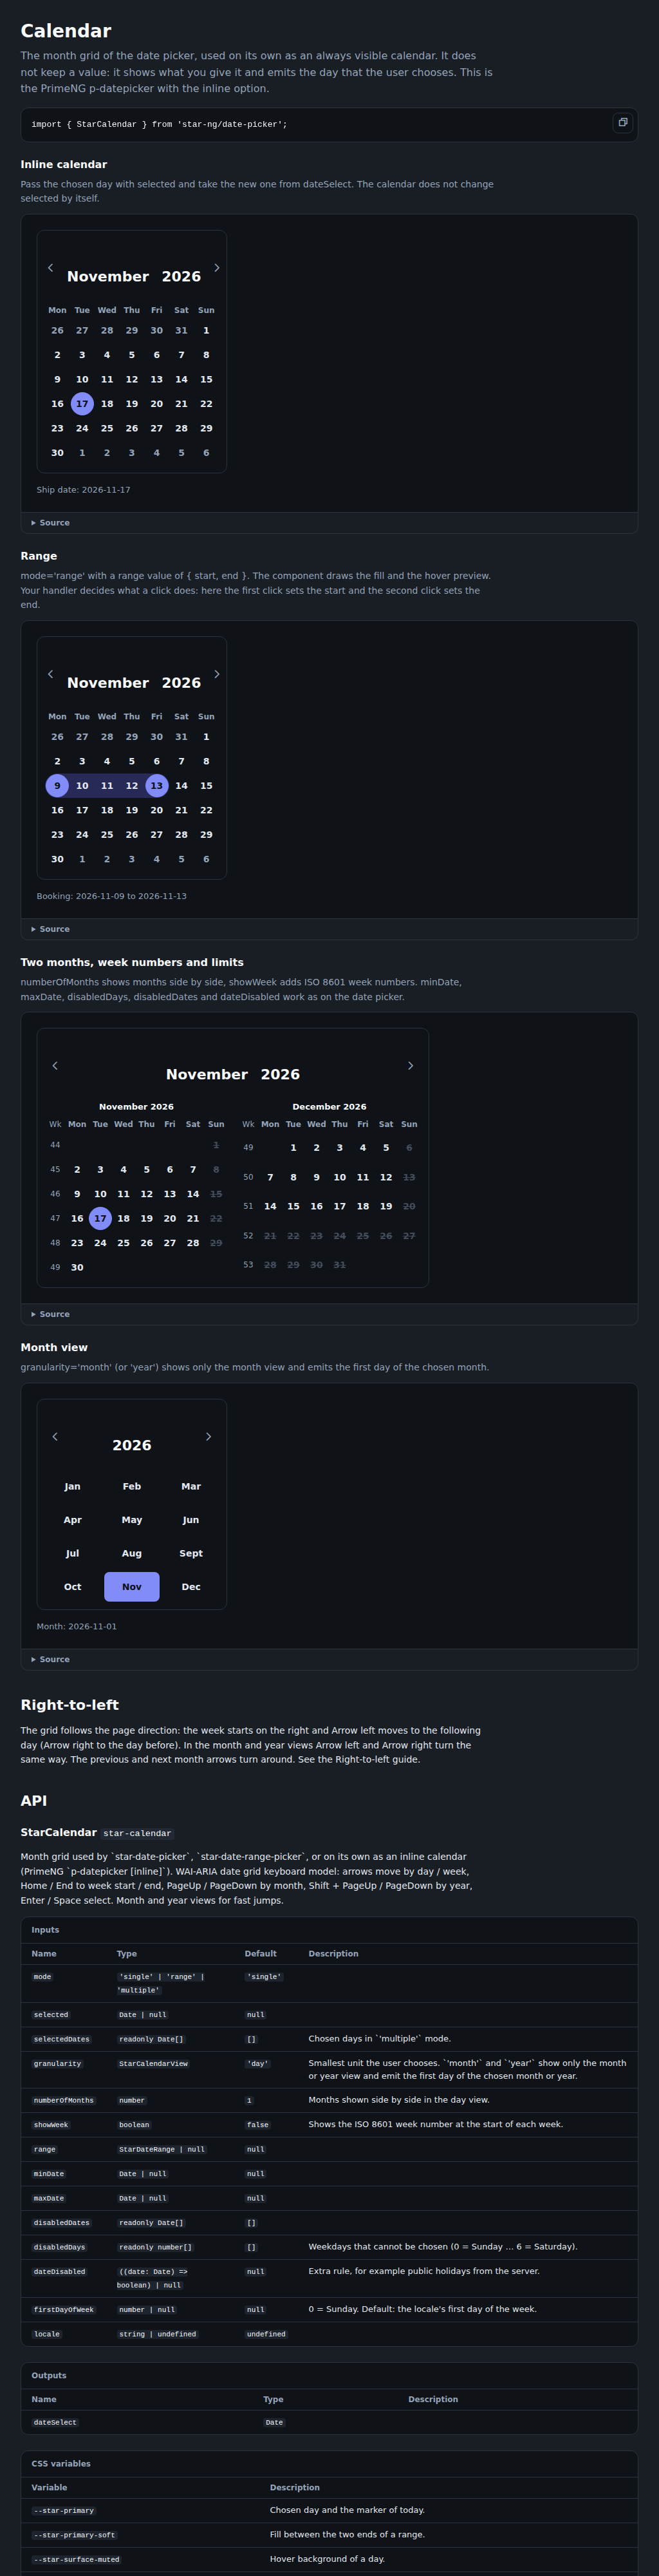 Calendar
The month grid of the date picker, used on its own as an always visible calendar. It does
not keep a value: it shows what you give it and emits the day that the user chooses. This is
the PrimeNG p-datepicker with the inline option.
import { StarCalendar } from 'star-ng/date-picker';
Inline calendar
Pass the chosen day with selected and take the new one from dateSelect. The calendar does not change
selected by itself.
November 2026
Mon Tue Wed Thu Fri Sat Sun
26 27 28 29 30 31 1
2 3 4 5 6 7 8
9 10 11 12 13 14 15
16 17 18 19 20 21 22
23 24 25 26 27 28 29
30 1 2 3 4 5 6
Ship date: 2026-11-17
Source
Range
mode='range' with a range value of { start, end }. The component draws the fill and the hover preview.
Your handler decides what a click does: here the first click sets the start and the second click sets the
end.
November 2026
Mon Tue Wed Thu Fri Sat Sun
26 27 28 29 30 31 1
2 3 4 5 6 7 8
9 10 11 12 13 14 15
16 17 18 19 20 21 22
23 24 25 26 27 28 29
30 1 2 3 4 5 6
Booking: 2026-11-09 to 2026-11-13
Source
Two months, week numbers and limits
numberOfMonths shows months side by side, showWeek adds ISO 8601 week numbers. minDate,
maxDate, disabledDays, disabledDates and dateDisabled work as on the date picker.
November 2026
November 2026
Wk Mon Tue Wed Thu Fri Sat Sun
44 1
45 2 3 4 5 6 7 8
46 9 10 11 12 13 14 15
47 16 17 18 19 20 21 22
48 23 24 25 26 27 28 29
49 30
December 2026
Wk Mon Tue Wed Thu Fri Sat Sun
49 1 2 3 4 5 6
50 7 8 9 10 11 12 13
51 14 15 16 17 18 19 20
52 21 22 23 24 25 26 27
53 28 29 30 31
Source
Month view
granularity='month' (or 'year') shows only the month view and emits the first day of the chosen month.
2026
Jan Feb Mar
Apr May Jun
Jul Aug Sept
Oct Nov Dec
Month: 2026-11-01
Source
Right-to-left
The grid follows the page direction: the week starts on the right and Arrow left moves to the following
day (Arrow right to the day before). In the month and year views Arrow left and Arrow right turn the
same way. The previous and next month arrows turn around. See the Right-to-left guide.
API
StarCalendar star-calendar
Month grid used by `star-date-picker`, `star-date-range-picker`, or on its own as an inline calendar
(PrimeNG `p-datepicker [inline]`). WAI-ARIA date grid keyboard model: arrows move by day / week,
Home / End to week start / end, PageUp / PageDown by month, Shift + PageUp / PageDown by year,
Enter / Space select. Month and year views for fast jumps.
Inputs
Name Type Default Description
mode 'single' | 'range' | 'single'
'multiple'
selected Date | null null
selectedDates readonly Date[] [] Chosen days in `'multiple'` mode.
granularity StarCalendarView 'day' Smallest unit the user chooses. `'month'` and `'year'` show only the month
or year view and emit the first day of the chosen month or year.
numberOfMonths number 1 Months shown side by side in the day view.
showWeek boolean false Shows the ISO 8601 week number at the start of each week.
range StarDateRange | null null
minDate Date | null null
maxDate Date | null null
disabledDates readonly Date[] []
disabledDays readonly number[] [] Weekdays that cannot be chosen (0 = Sunday … 6 = Saturday).
dateDisabled ((date: Date) => null Extra rule, for example public holidays from the server.
boolean) | null
firstDayOfWeek number | null null 0 = Sunday. Default: the locale's first day of the week.
locale string | undefined undefined
Outputs
Name Type Description
dateSelect Date
CSS variables
Variable Description
--star-primary Chosen day and the marker of today.
--star-primary-soft Fill between the two ends of a range.
--star-surface-muted Hover background of a day.